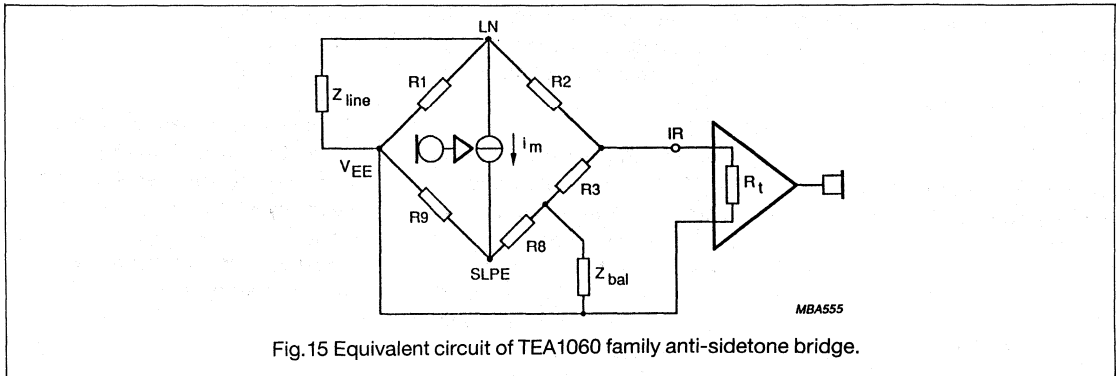 LN
R1
R2
Z line
i m
IR
V EE
R t
R3
R9
R8
SLPE
Z bal
MBA555
Fig.15 Equivalent circuit of TEA1060 family anti-sidetone bridge.